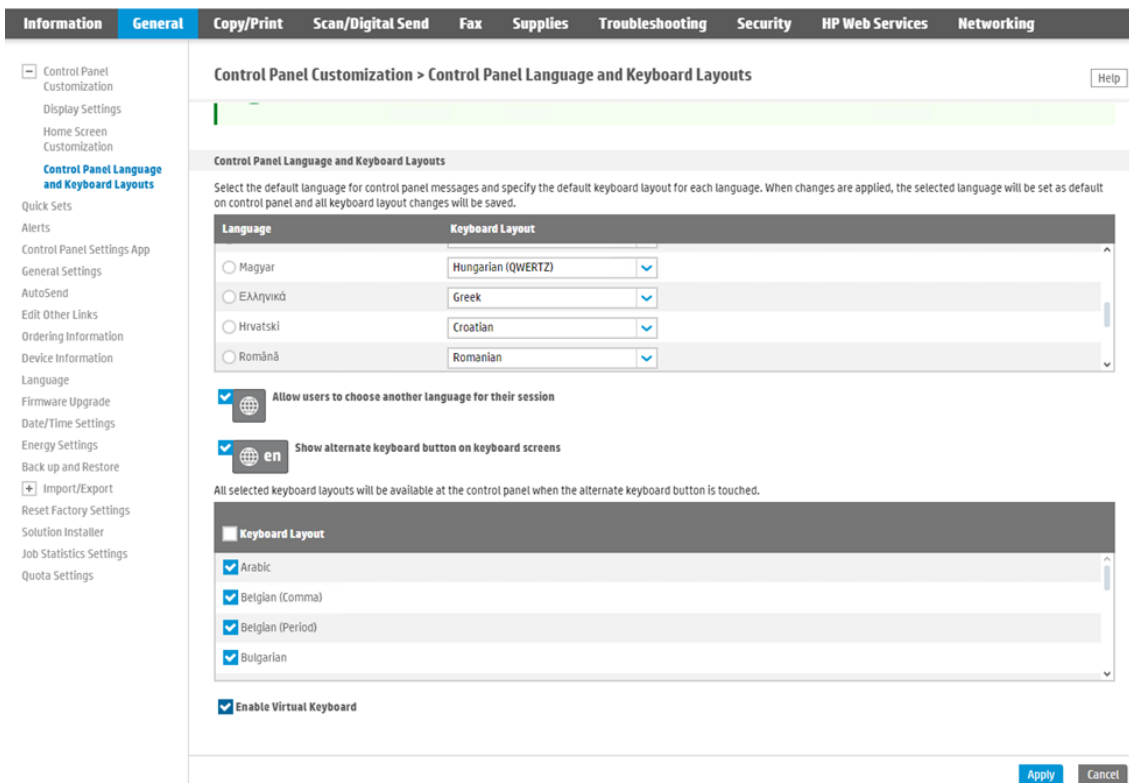 Information General Copy/Print Scan/Digital Send Fax Supplies Troubleshooting Security HP Web Services Networking
Control Panel
Customization
Display Settings
Home Screen
Customization
Control Panel Language
and Keyboard Layouts
Quick Sets
Alerts
Control Panel Settings App
General Settings
AutoSend
Edit Other Links
Ordering Information
Device Information
Language
Firmware Upgrade
Date/Time Settings
Energy Settings
Back up and Restore
Import/Export
Reset Factory Settings
Solution Installer
Job Statistics Settings
Quota Settings
Control Panel Customization > Control Panel Language and Keyboard Layouts
Help
Control Panel Language and Keyboard Layouts
Select the default language for control panel messages and specify the default keyboard layout for each language. When changes are applied, the selected language will be set as default
on control panel and all keyboard layout changes will be saved.
Language Keyboard Layout
Magyar Hungarian (QWERTZ)
Ελληνικά Greek
Hrvatski Croatian
Română Romanian
Allow users to choose another language for their session
en Show alternate keyboard button on keyboard screens
All selected keyboard layouts will be available at the control panel when the alternate keyboard button is touched.
Keyboard Layout
Arabic
Belgian (Comma)
Belgian (Period)
Bulgarian
Enable Virtual Keyboard
Apply Cancel